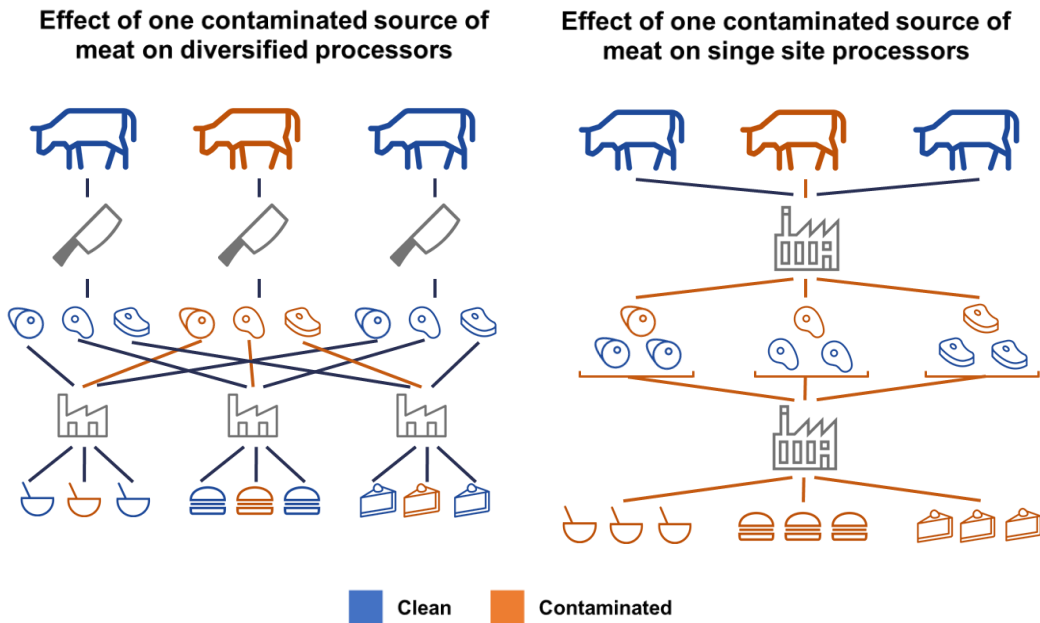 Effect of one contaminated source of
meat on diversified processors
Effect of one contaminated source of
meat on singe site processors
Clean
Contaminated